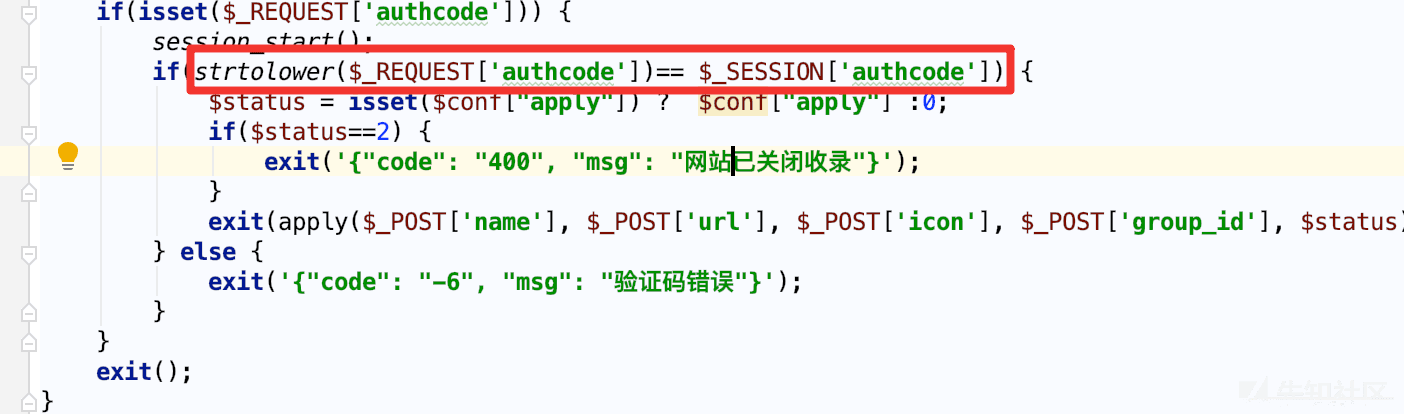 if(isset($_REQUEST['authcode'])) {
session_start();
if(strtolower($_REQUEST['authcode'])== $_SESSION['authcode']) {
$status = isset($conf["apply"]) ?  $conf["apply"] :0;
if($status==2) {
exit('{"code": "400", "msg": "网站已关闭收录"}');
}
exit(apply($_POST['name'], $_POST['url'], $_POST['icon'], $_POST['group_id'], $status)
} else {
exit('{"code": "-6", "msg": "验证码错误"}');
}
}
exit();
}
先知社区